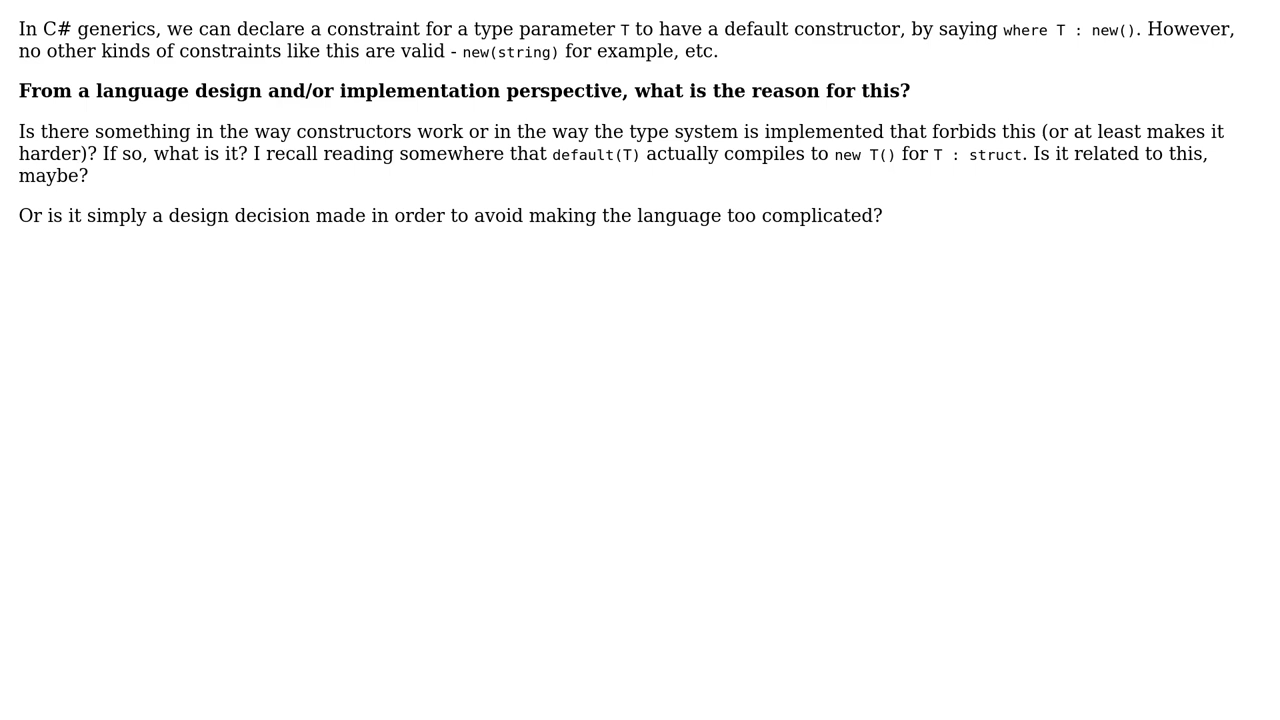 In C# generics, we can declare a constraint for a type parameter T to have a default constructor, by saying where T : new(). However,
no other kinds of constraints like this are valid - new(string) for example, etc.
From a language design and/or implementation perspective, what is the reason for this?
Is there something in the way constructors work or in the way the type system is implemented that forbids this (or at least makes it
harder)? If so, what is it? I recall reading somewhere that default(T) actually compiles to new T() for T : struct. Is it related to this,
maybe?
Or is it simply a design decision made in order to avoid making the language too complicated?